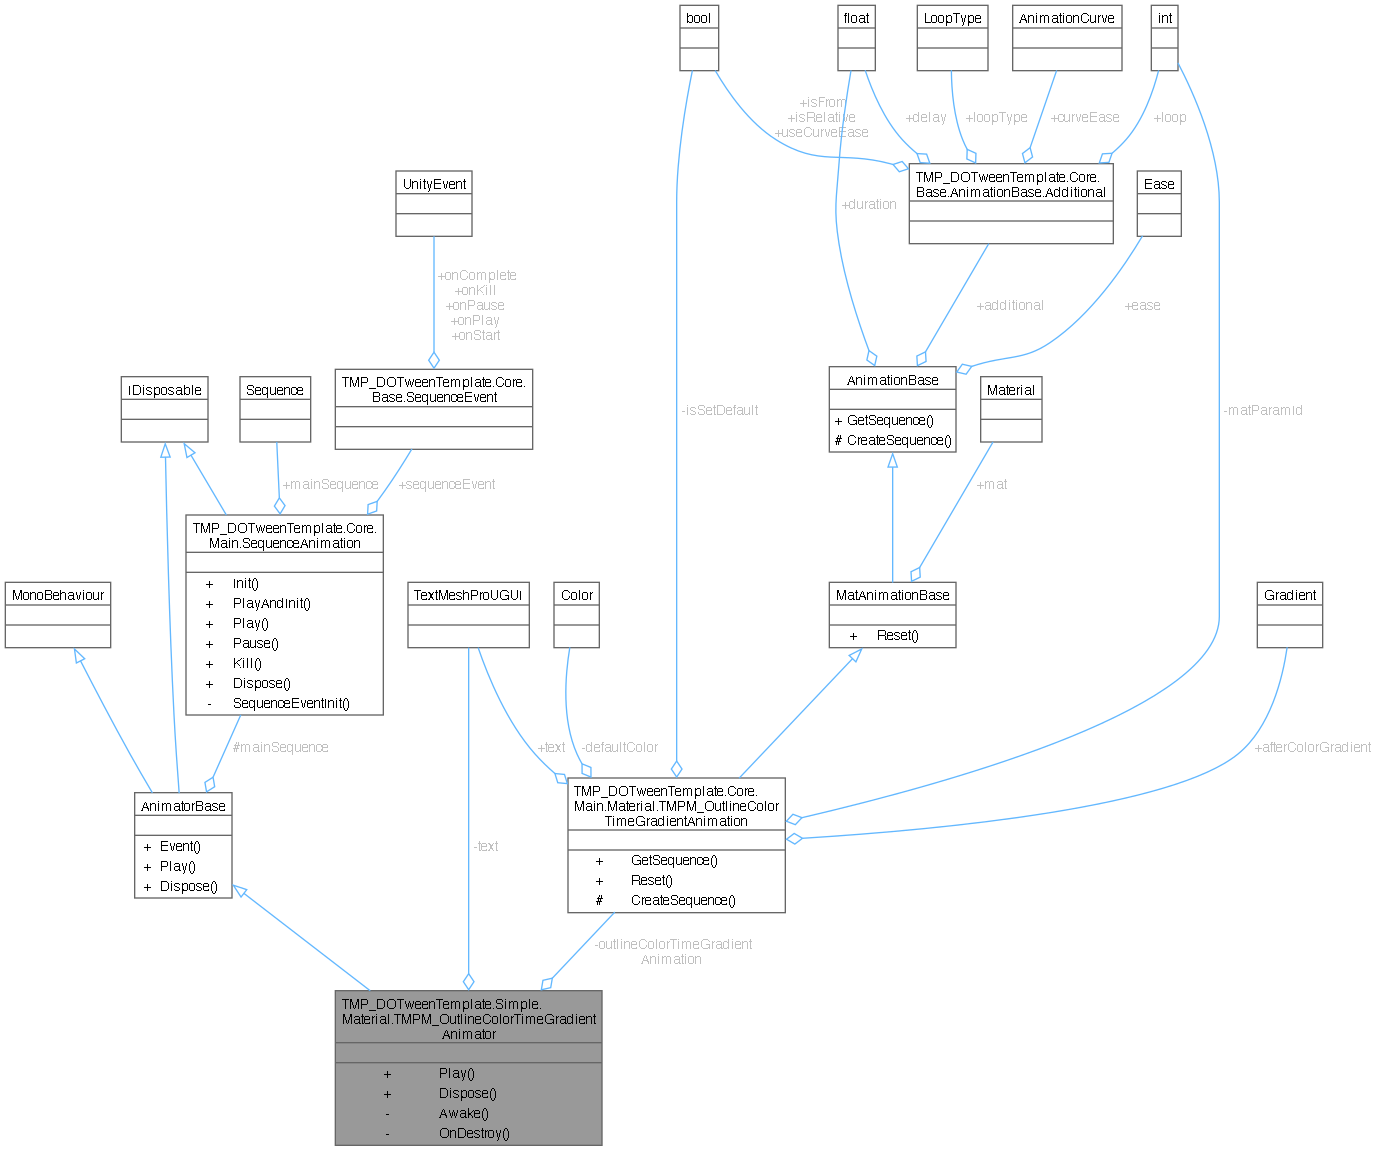 bool
float
LoopType
AnimationCurve
int
+isFrom
+isRelative
+useCurveEase
+delay
+loopType
+curveEase
+loop
UnityEvent
TMP_DOTweenTemplate.Core.
Base.AnimationBase.Additional
Ease
+duration
+onComplete
+onKill
+onPause
+onPlay
+onStart
+additional
+ease
IDisposable
Sequence
TMP_DOTweenTemplate.Core.
Base.SequenceEvent
AnimationBase
+ GetSequence()
# CreateSequence()
Material
-isSetDefault
-matParamId
+mainSequence
+sequenceEvent
+mat
TMP_DOTweenTemplate.Core.
Main.SequenceAnimation
+ Init()
+ PlayAndInit()
+ Play()
+ Pause()
+ Kill()
+ Dispose()
- SequenceEventInit()
MonoBehaviour
TextMeshProUGUI
Color
MatAnimationBase
+ Reset()
Gradient
#mainSequence
+text
-defaultColor
+afterColorGradient
AnimatorBase
+ Event()
+ Play()
+ Dispose()
TMP_DOTweenTemplate.Core.
Main.Material.TMPM_OutlineColor
TimeGradientAnimation
+ GetSequence()
+ Reset()
# CreateSequence()
-text
-outlineColorTimeGradient
Animation
TMP_DOTweenTemplate.Simple.
Material.TMPM_OutlineColorTimeGradient
Animator
+ Play()
+ Dispose()
- Awake()
- OnDestroy()